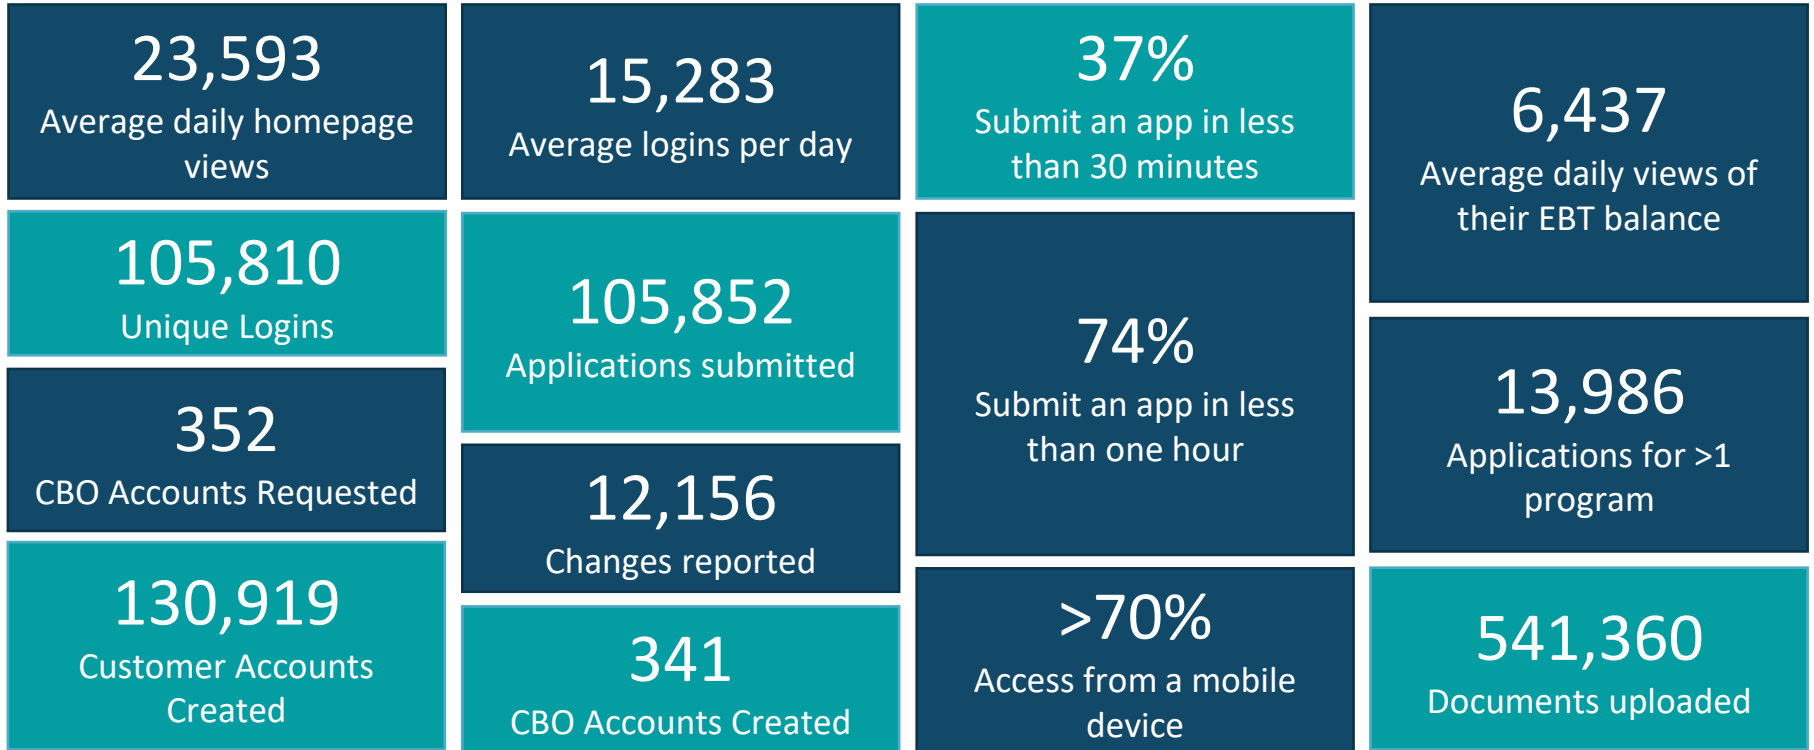 23,593
Average daily homepage
views
105,810
Unique Logins
352
CBO Accounts Requested
130,919
Customer Accounts
Created
15,283
Average logins per day
105,852
Applications submitted
12,156
Changes reported
341
CBO Accounts Created
37%
Submit an app in less
than 30 minutes
74%
Submit an app in less
than one hour
>70%
Access from a mobile
device
6,437
Average daily views of
their EBT balance
13,986
Applications for >1
program
541,360
Documents uploaded